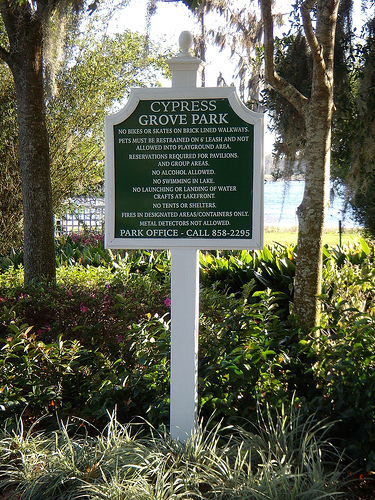 CYPRESS
GROVE PARK
NO BIKES OR SKATES ON BRICK LINED WALKWAYS.
PETS MUST BE RESTRAINED ON 6' LEASH AND NOT
ALLOWED INTO PLAYGROUND AREA.
RESERVATIONS REQUIRED FOR PAVILIONS,
AND GROUP AREAS.
NO ALCOHOL ALLOWED.
NO SWIMMING IN LAKE.
NO LAUNCHING OR LANDING OF WATER
CRAFTS AT LAKEFRONT.
NO TENTS OR SHELTERS.
FIRES IN DESIGNATED AREAS/CONTAINERS ONLY.
METAL DETECTORS NOT ALLOWED.
PARK OFFICE - CALL 858-2295